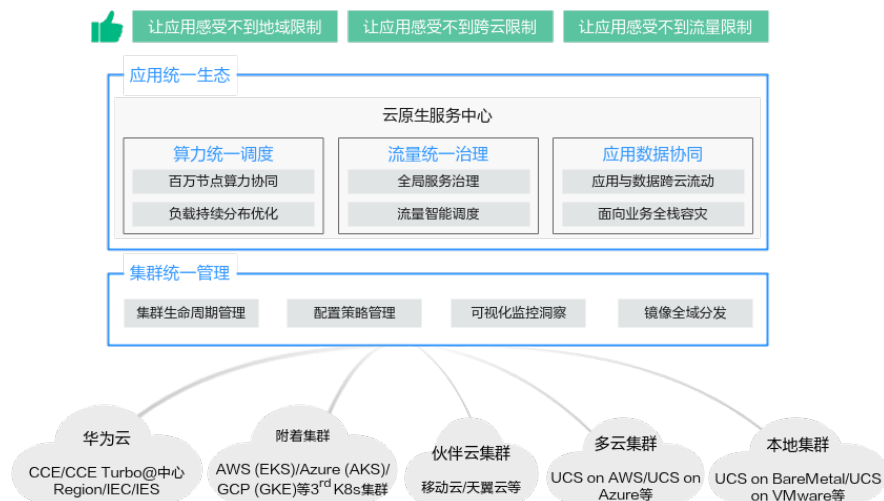 让应用感受不到地域限制 让应用感受不到跨云限制 让应用感受不到流量限制
应用统一生态
云原生服务中心
算力统一调度 流量统一治理 应用数据协同
百万节点算力协同 全局服务治理 应用与数据跨云流动
负载持续分布优化 流量智能调度 面向业务全栈容灾
集群统一管理
集群生命周期管理 配置策略管理 可视化监控洞察 镜像全域分发
华为云
CCE/CCE Turbo@中心
Region/IEC/IES
附着集群
AWS (EKS)/Azure (AKS)/
GCP (GKE)等3rd K8s集群
伙伴云集群
移动云/天翼云等
多云集群
UCS on AWS/UCS on
Azure等
本地集群
UCS on BareMetal/UCS
on VMware等